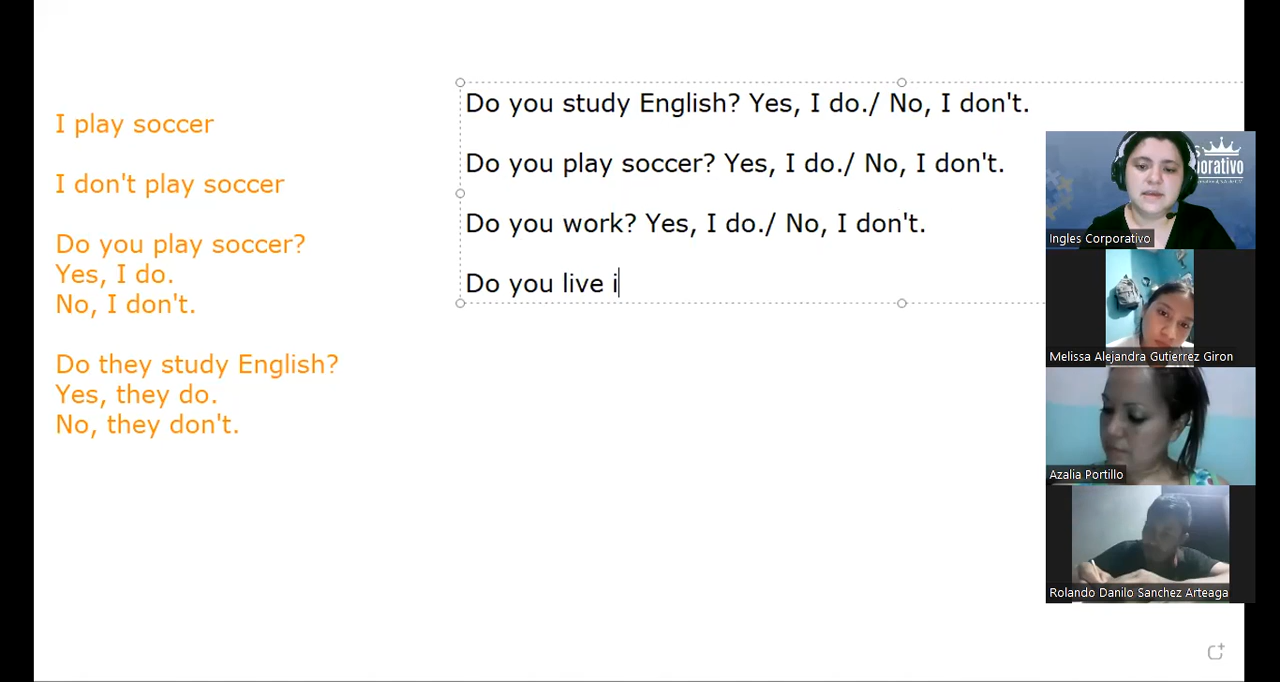 I play soccer
I don't play soccer
Do you play soccer?
Yes, I do.
No, I don't.
Do they study English?
Yes, they do.
No, they don't.
Do you study English? Yes, I do./ No, I don't.
Do you play soccer? Yes, I do./ No, I don't.
Do you work? Yes, I do./ No, I don't.
Do you live i
Ingles Corporativo
Melissa Alejandra Gutierrez Giron
Azalia Portillo
Rolando Danilo Sanchez Arteaga